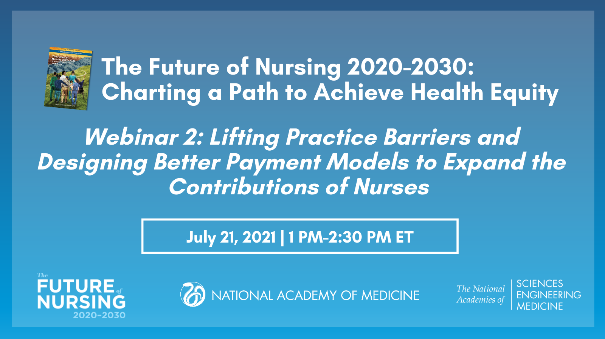 The Future of Nursing 2020-2030:
Charting a Path to Achieve Health Equity
Webinar 2: Lifting Practice Barriers and
Designing Better Payment Models to Expand the
Contributions of Nurses
July 21, 2021 | 1 PM-2:30 PM ET
The
FUTURE of
NURSING
2020-2030
NATIONAL ACADEMY OF MEDICINE
The National
Academies of
SCIENCES
ENGINEERING
MEDICINE